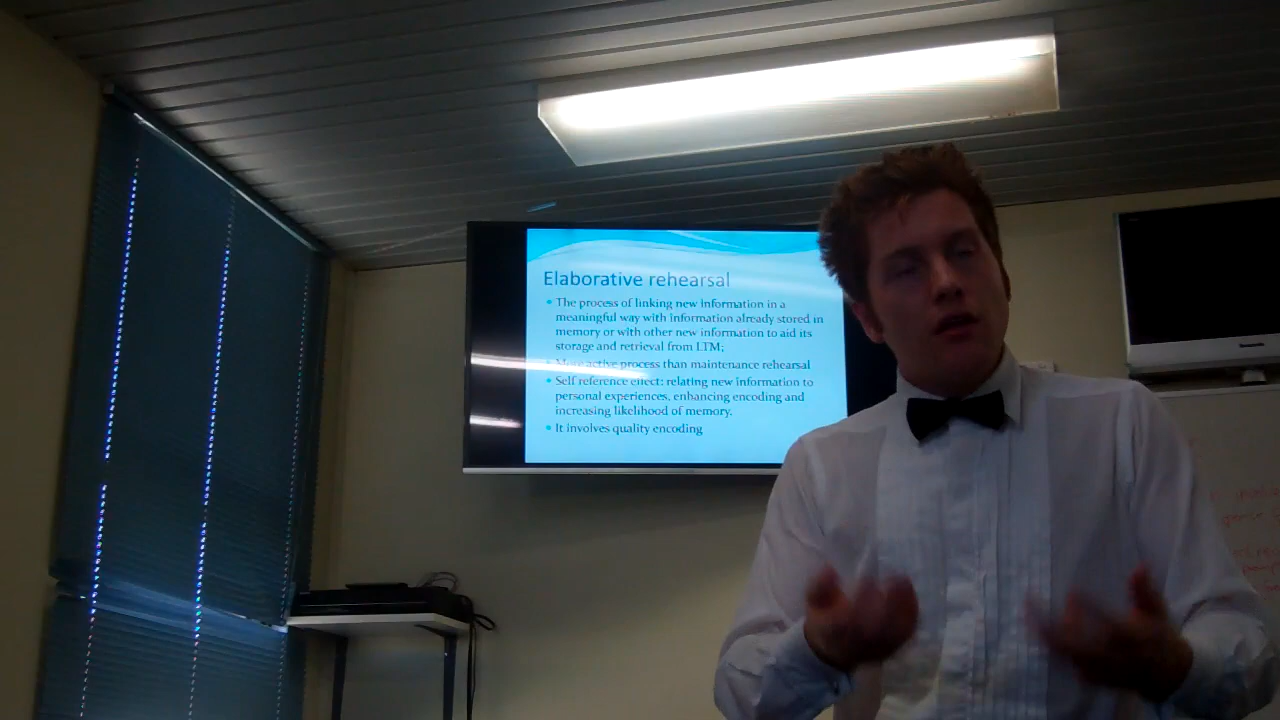 Elaborative rehearsal
• The process of linking new information in a
meaningful way with information already stored in
memory or with other new information to aid its
storage and retrieval from LTM;
• More active process than maintenance rehearsal
• Self reference effect: relating new information to
personal experiences, enhancing encoding and
increasing likelihood of memory.
• It involves quality encoding